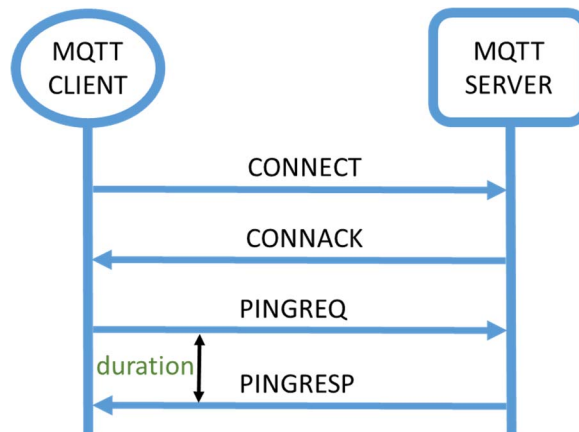 MQTT
CLIENT
MQTT
SERVER
CONNECT
CONNACK
PINGREQ
duration
PINGRESP